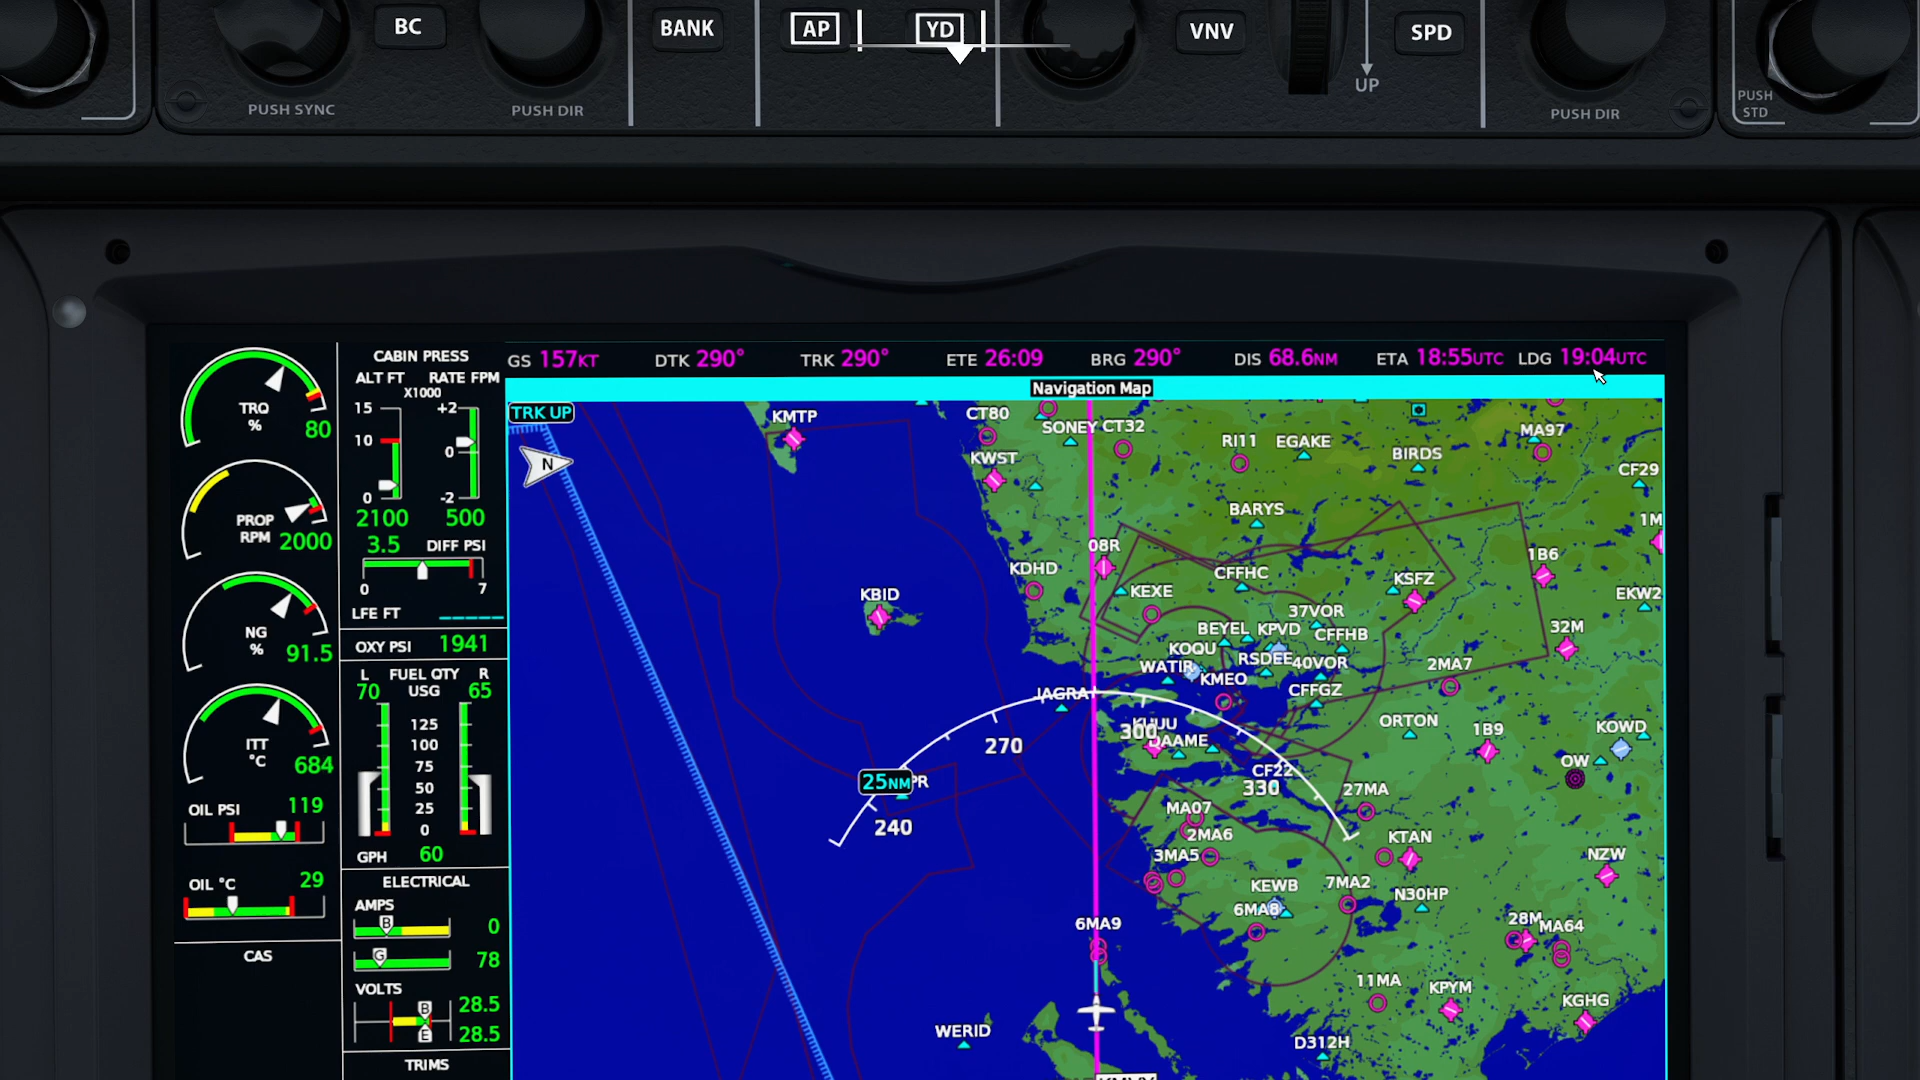 BC
BANK
AP
YD
VNV
SPD
UP
PUSH SYNC
PUSH DIR
PUSH DIR
PUSH STD
GS 157KT DTK 290° TRK 290° ETE 26:09 BRG 290° DIS 68.6NM ETA 18:55UTC LDG 19:04UTC
Navigation Map
TRK UP
N
TRQ
%
80
PROP
RPM
2000
NG
%
91.5
ITT
°C
684
OIL PSI
119
OIL °C
29
CAS
CABIN PRESS
ALT FT RATE FPM
X1000
15
10
0
+2
0
-2
2100 500
3.5 DIFF PSI
0 7
LFE FT
OXY PSI 1941
L FUEL QTY R
70 USG 65
125
100
75
50
25
0
GPH 60
ELECTRICAL
AMPS
B 0
G 78
VOLTS
B 28.5
E 28.5
TRIMS
KMTP
CT80
SONEY CT32
RI11
EGAKE
BIRDS
MA97
KWST
CF29
BARYS
1M
08R
1B6
KDHD
CFFHC
KSFZ
KBID
KEXE
EKW2
37VOR
BEYEL
KPVD
CFFHB
32M
KOQU
WATIR
RSDEE
40VOR
2MA7
KMEO
JAGRA
CFFGZ
KUUU
ORTON
1B9
KOWD
300
270
DAAME
OW
25NM
PR
CF22
330
27MA
240
MA07
2MA6
KTAN
3MA5
NZW
KEWB
7MA2
N30HP
6MA8
6MA9
28M
MA64
11MA
KPYM
KGHG
WERID
D312H